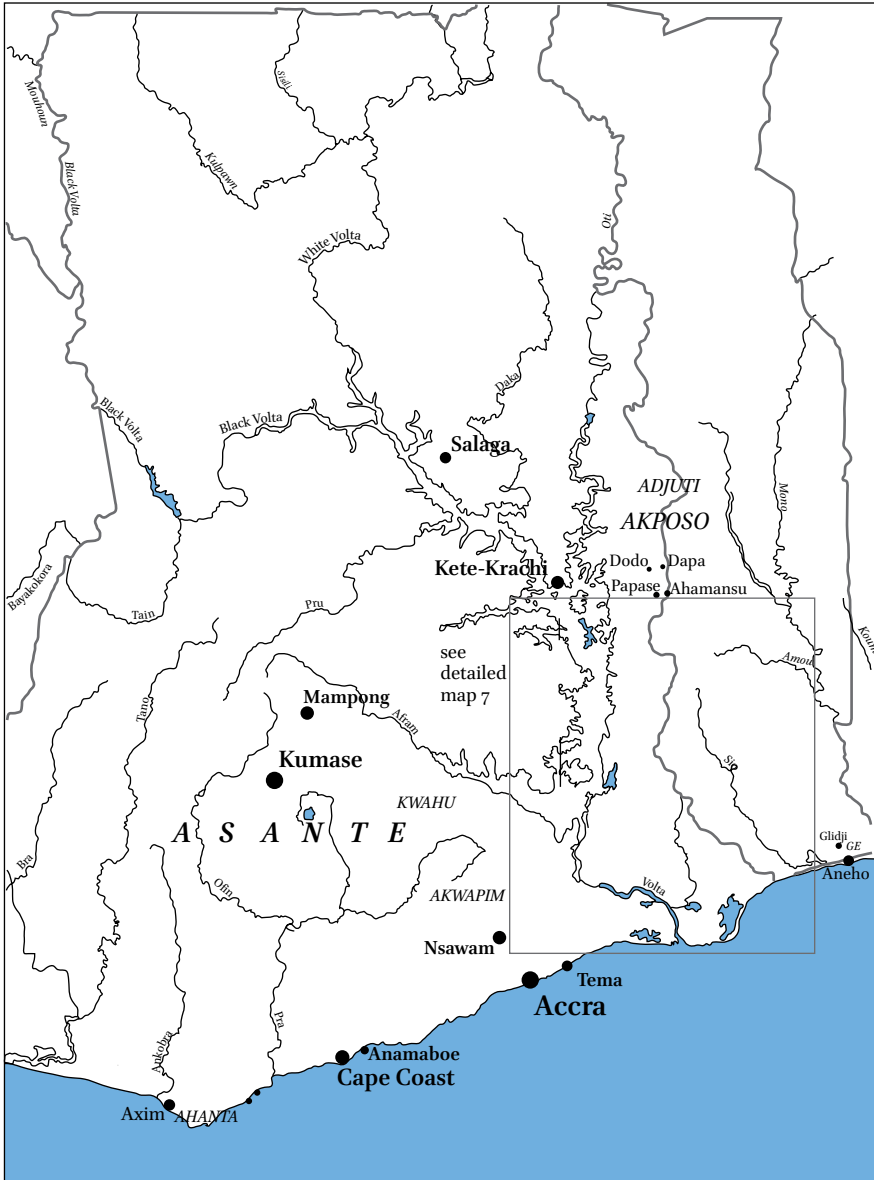 Mouhoun
Sisili
Black Volta
Kulpawn
Oti
White Volta
Daka
Black Volta
Black Volta
Salaga
ADJUTI
AKPOSO
Mono
Kete-Krachi
Dodo
Dapa
Papase
Ahamansu
Bayakokora
Tain
Pru
see
detailed
map 7
Amou
Tano
Mampong
Afram
Kumase
Sio
KWAHU
ASANTE
Bra
Glidji
GE
Aneho
Ofin
AKWAPIM
Volta
Nsawam
Tema
Accra
Pra
Ankobra
Anamaboe
Cape Coast
Axim
AHANTA